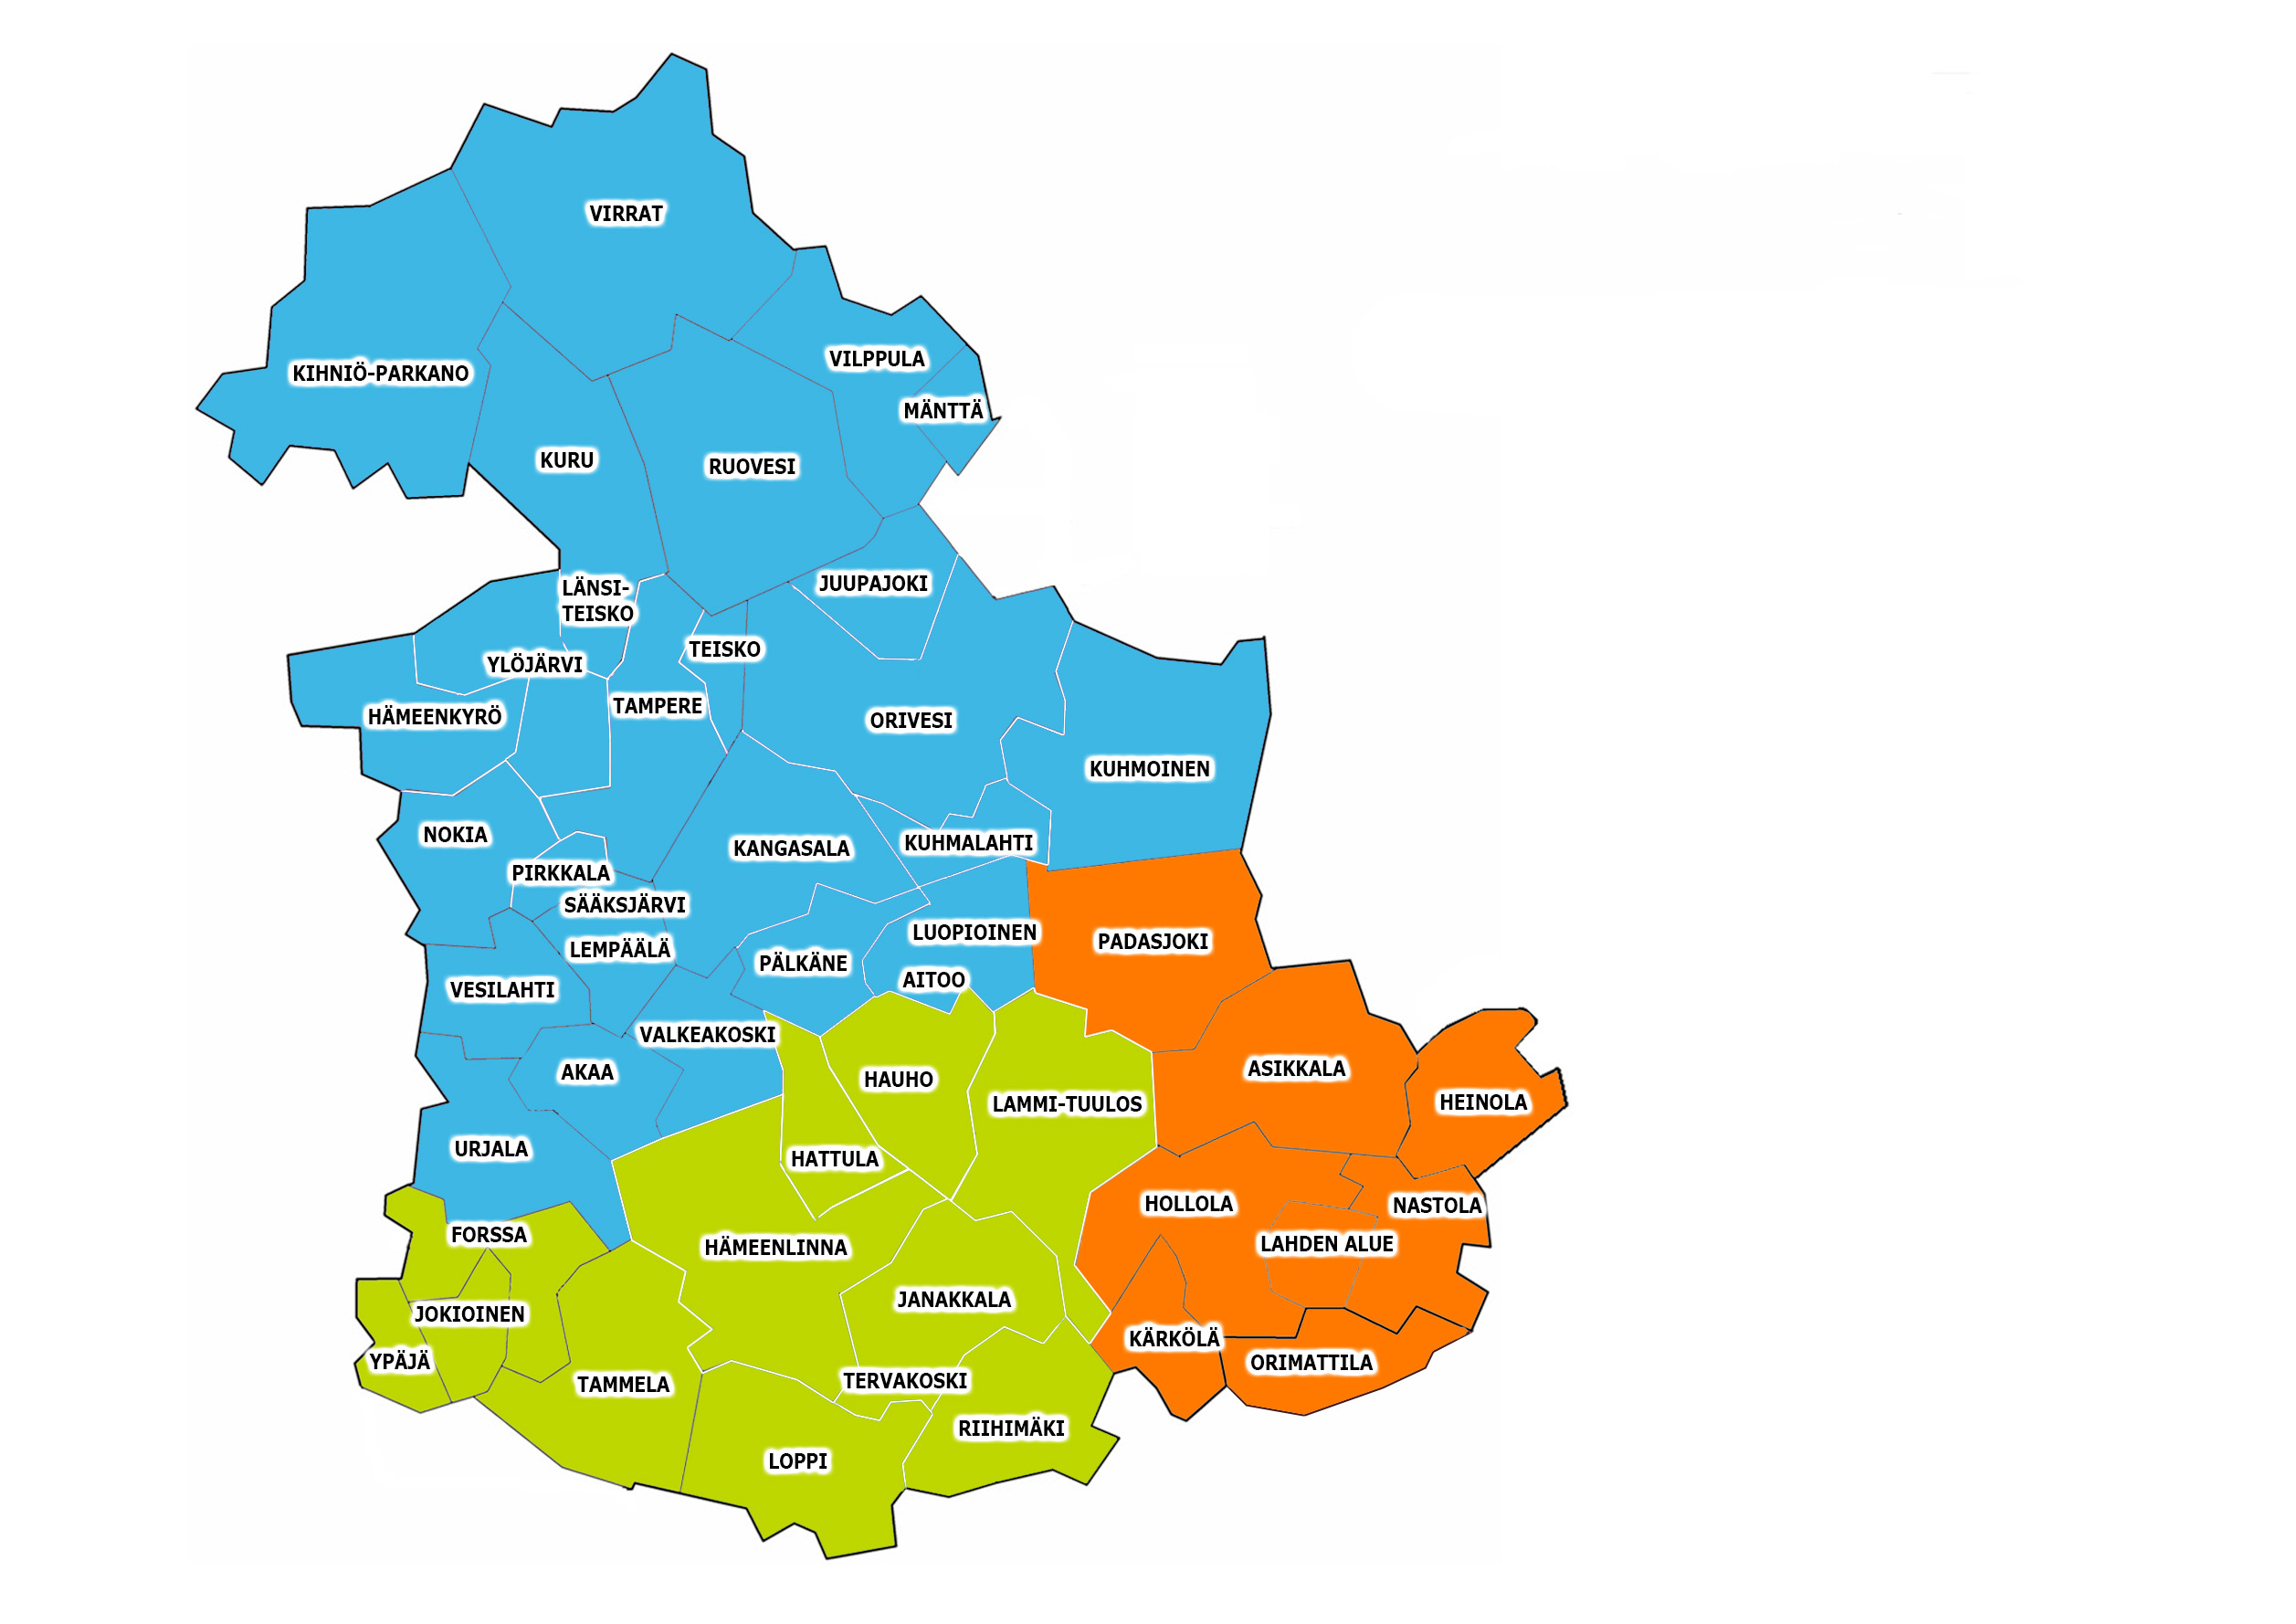 VIRRAT
VILPPULA
KIHNIÖ-PARKANO
MÄNTTÄ
KURU
RUOVESI
JUUPAJOKI
LÄNSI-
TEISKO
TEISKO
YLÖJÄRVI
TAMPERE
HÄMEENKYRÖ
ORIVESI
KUHMOINEN
NOKIA
KUHMALAHTI
KANGASALA
PIRKKALA
SÄÄKSJÄRVI
LUOPIOINEN
PADASJOKI
LEMPÄÄLÄ
PÄLKÄNE
AITOO
VESILAHTI
VALKEAKOSKI
ASIKKALA
AKAA
HAUHO
HEINOLA
LAMMI-TUULOS
URJALA
HATTULA
HOLLOLA
NASTOLA
FORSSA
LAHDEN ALUE
HÄMEENLINNA
JANAKKALA
JOKIOINEN
KÄRKÖLÄ
YPÄJÄ
ORIMATTILA
TERVAKOSKI
TAMMELA
RIIHIMÄKI
LOPPI